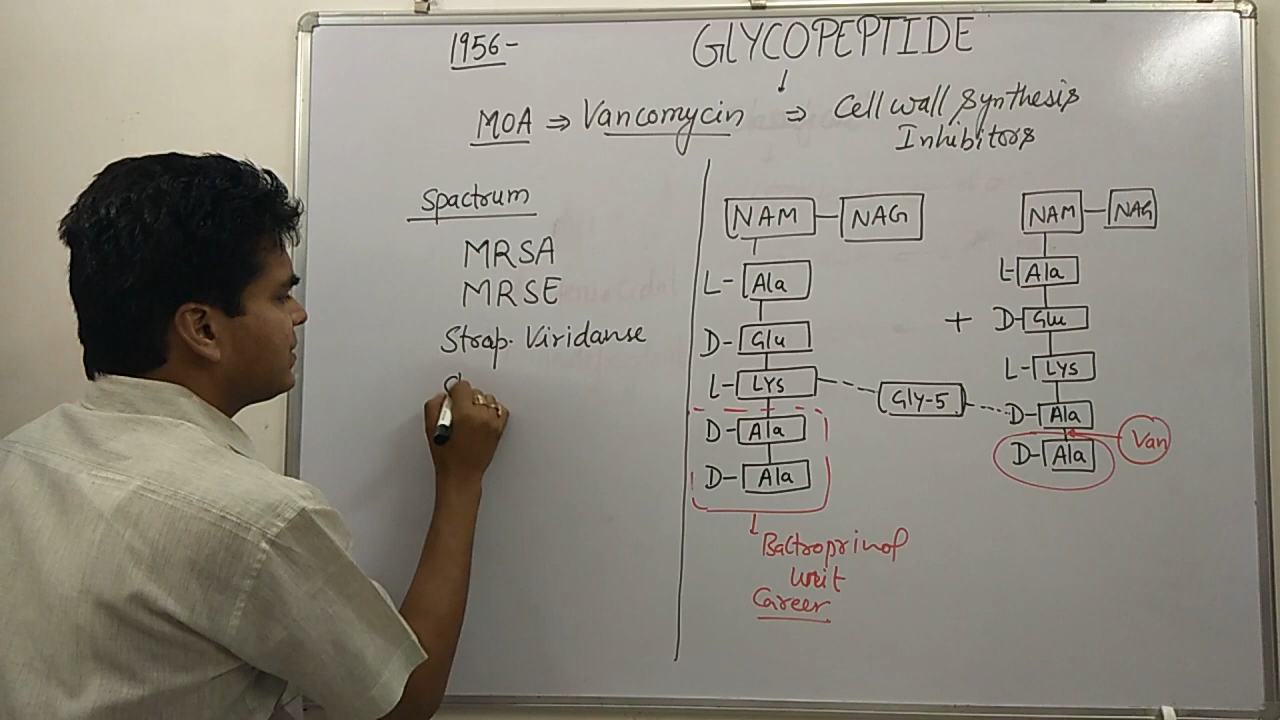 1956-
GLYCOPEPTIDE
↓
MOA ⇒ Vancomycin ⇒ Cell wall Synthesis
Inhibitors
Spactrum
MRSA
MRSE
Strap. Viridanse
NAM - NAG
L- Ala
D- Glu
L- LYS
D- Ala
D- Ala
Gly-5
Bactroprinof
Unit
Career
+
NAM - NAG
L- Ala
D- Glu
L- LYS
D- Ala
D- Ala
Van